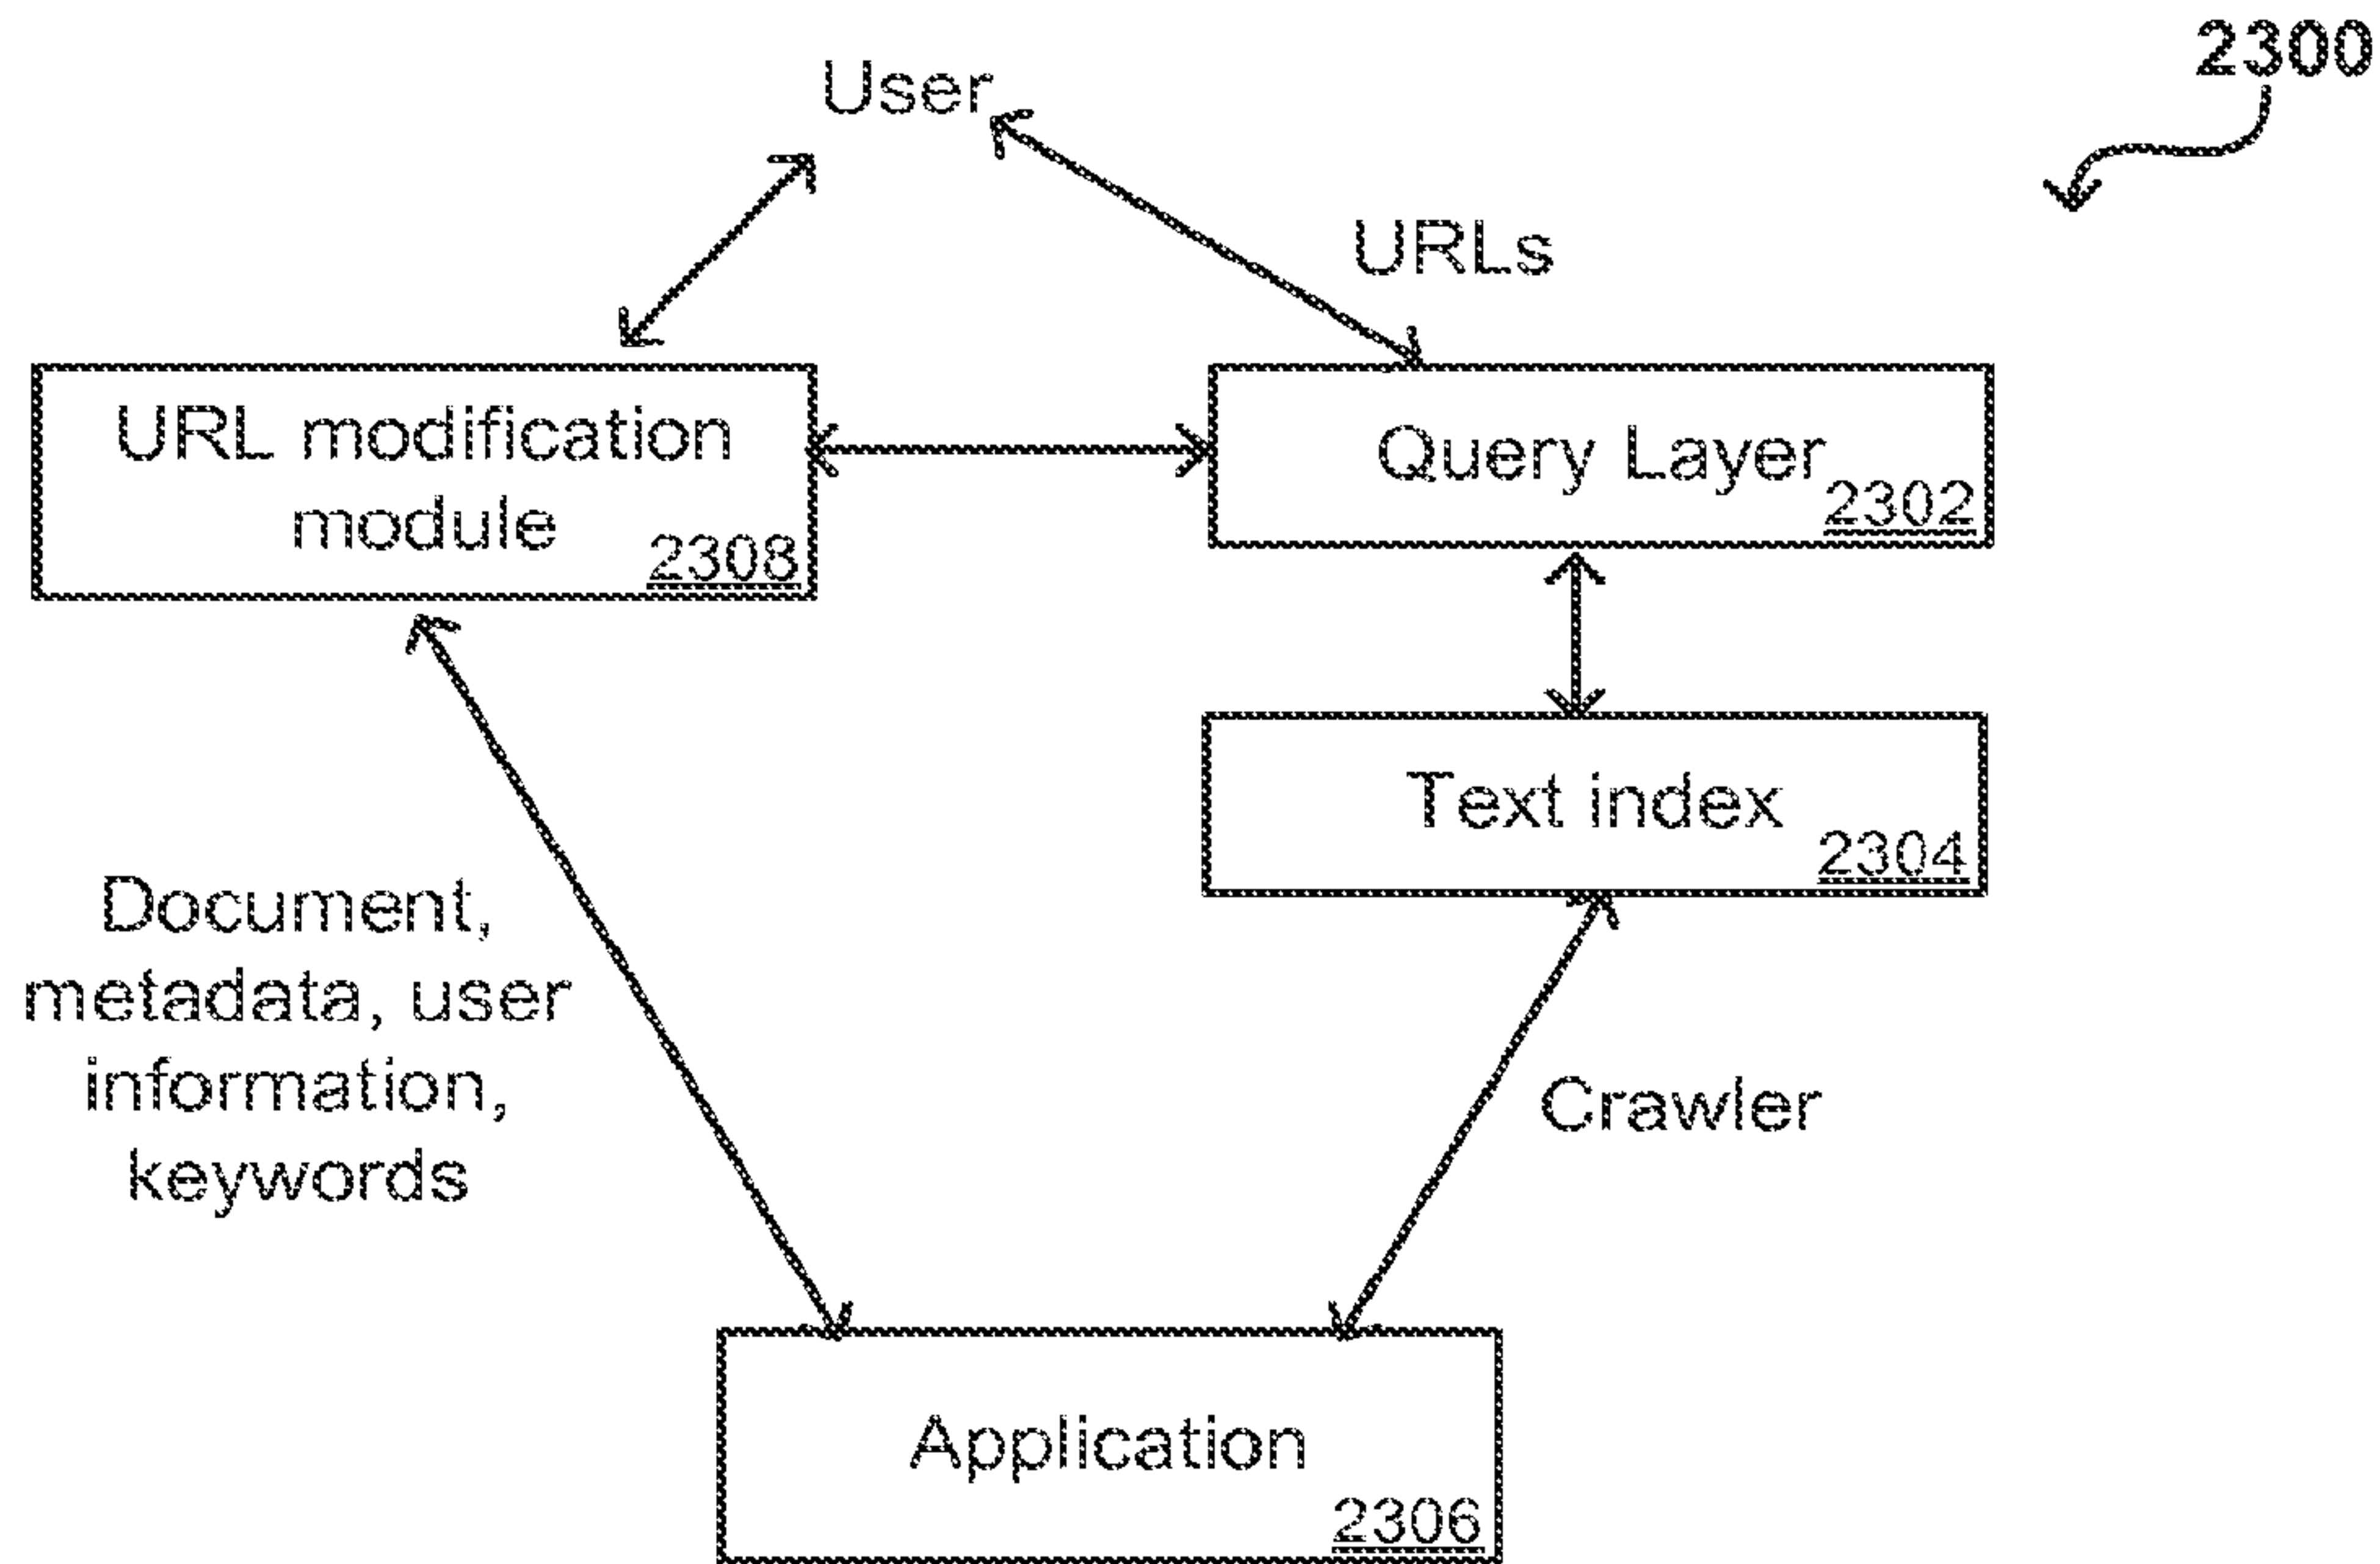 2300
User
URLs
URL modification
module
2308
Query Layer
2302
Text index
2304
Document,
metadata, user
information,
keywords
Crawler
Application
2306